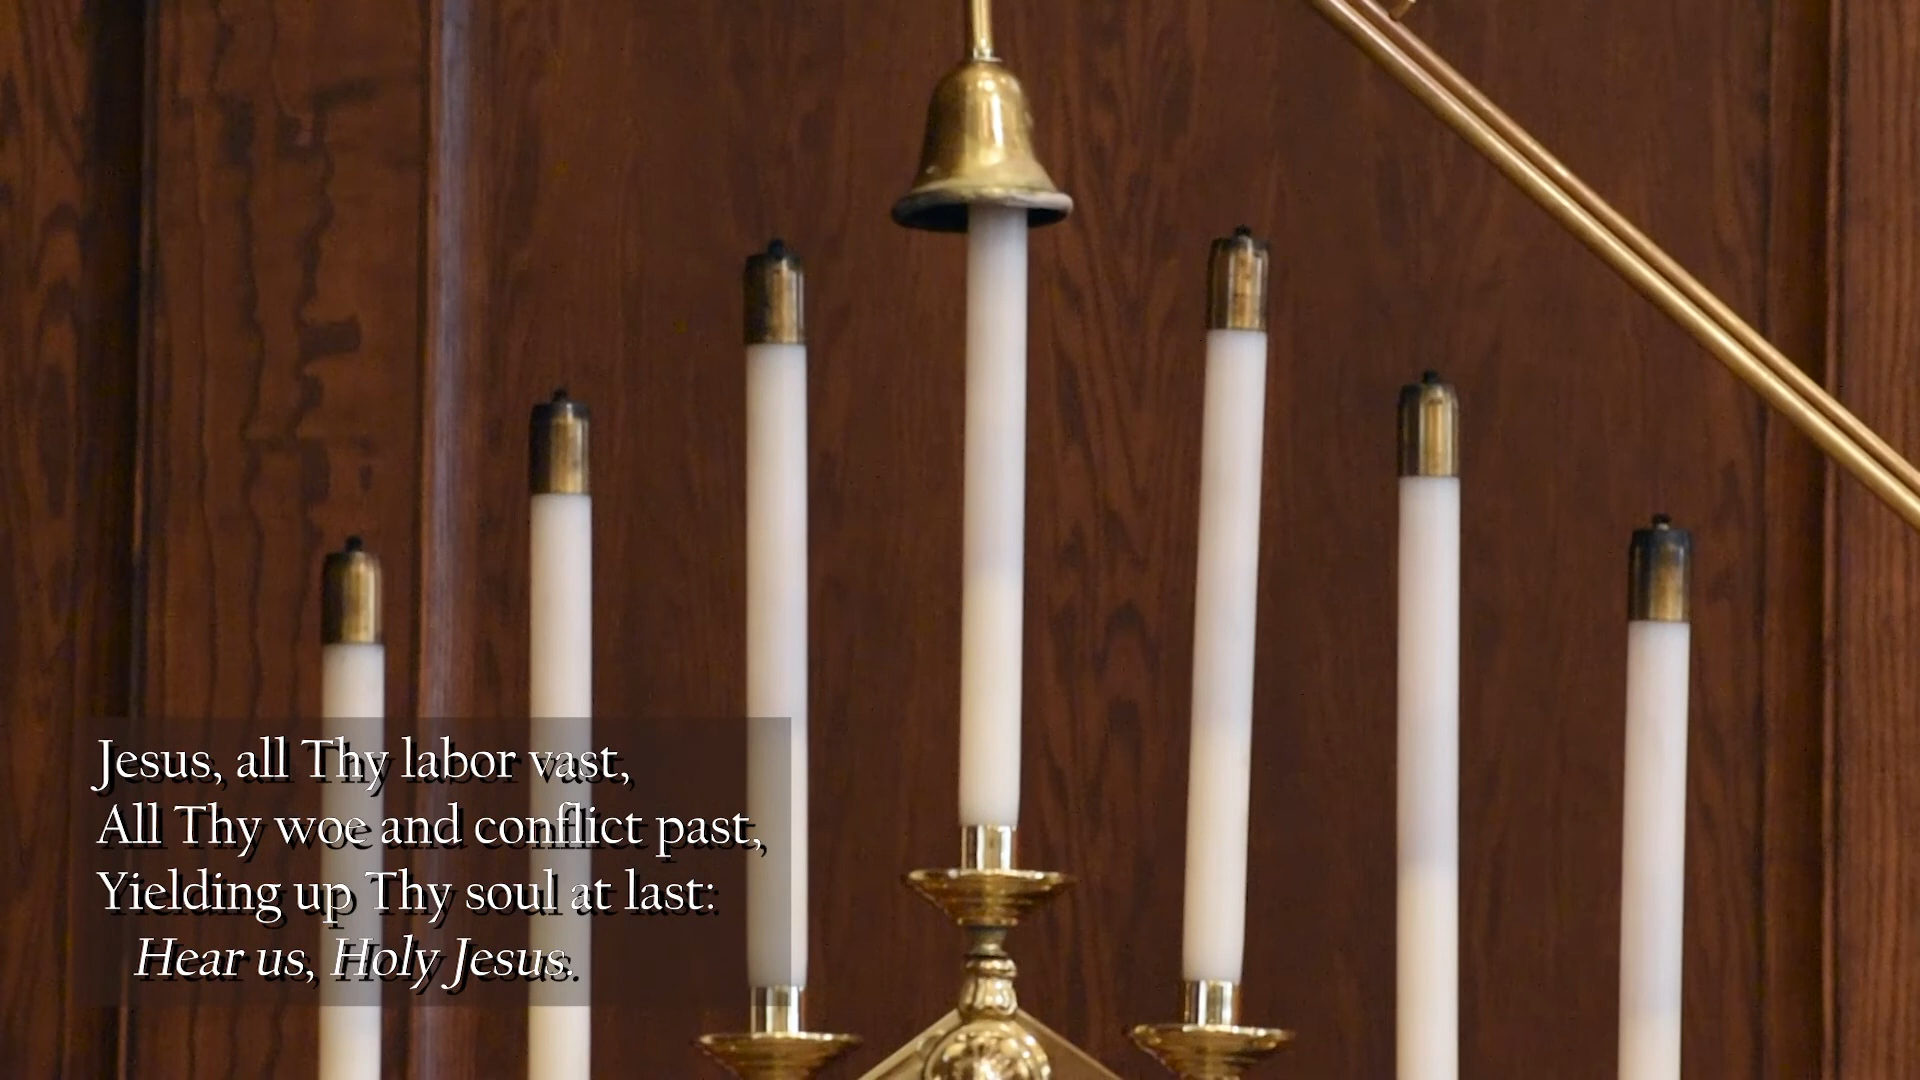 Jesus, all Thy labor vast,
All Thy woe and conflict past,
Yielding up Thy soul at last:
Hear us, Holy Jesus.